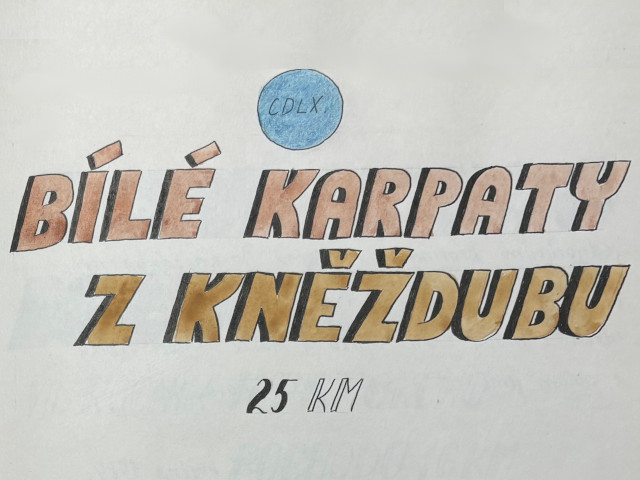 CDLX.
BÍLÉ KARPATY
Z KNĚŽDUBU
25 KM